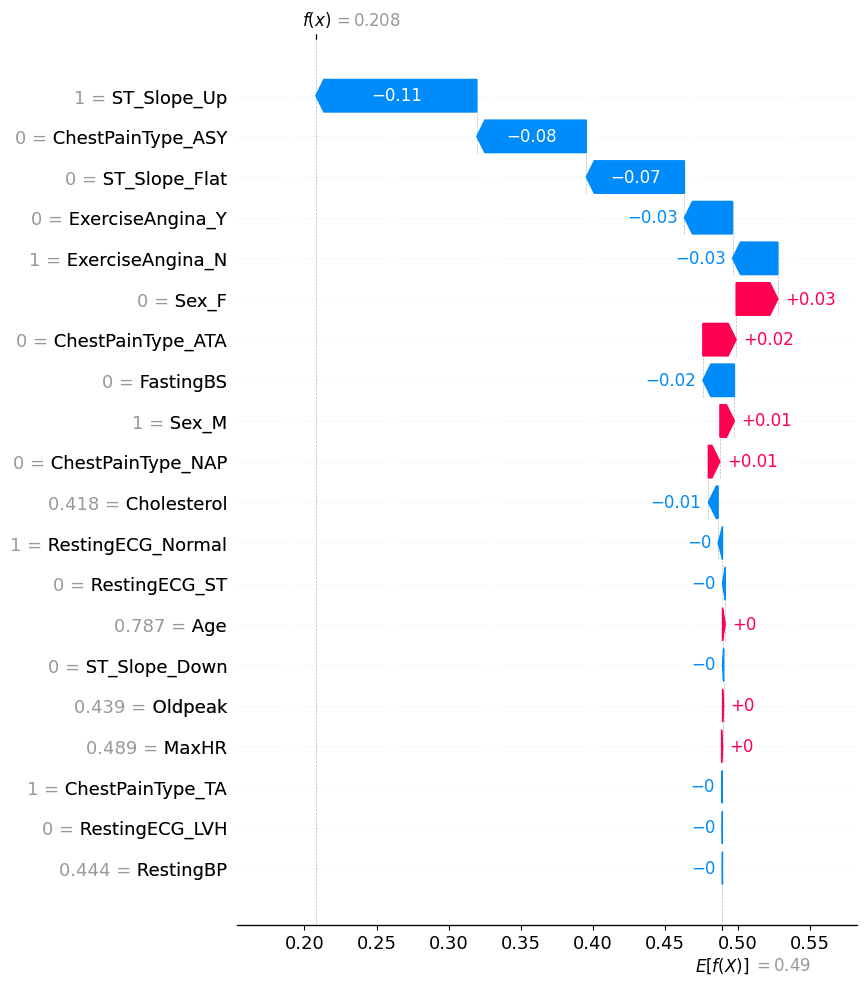 f(x) = 0.208
1 = ST_Slope_Up −0.11
0 = ChestPainType_ASY −0.08
0 = ST_Slope_Flat −0.07
0 = ExerciseAngina_Y −0.03
1 = ExerciseAngina_N −0.03
0 = Sex_F +0.03
0 = ChestPainType_ATA +0.02
0 = FastingBS −0.02
1 = Sex_M +0.01
0 = ChestPainType_NAP +0.01
0.418 = Cholesterol −0.01
1 = RestingECG_Normal −0
0 = RestingECG_ST −0
0.787 = Age +0
0 = ST_Slope_Down −0
0.439 = Oldpeak +0
0.489 = MaxHR +0
1 = ChestPainType_TA −0
0 = RestingECG_LVH −0
0.444 = RestingBP −0
0.20 0.25 0.30 0.35 0.40 0.45 0.50 0.55
E[f(X)] = 0.49